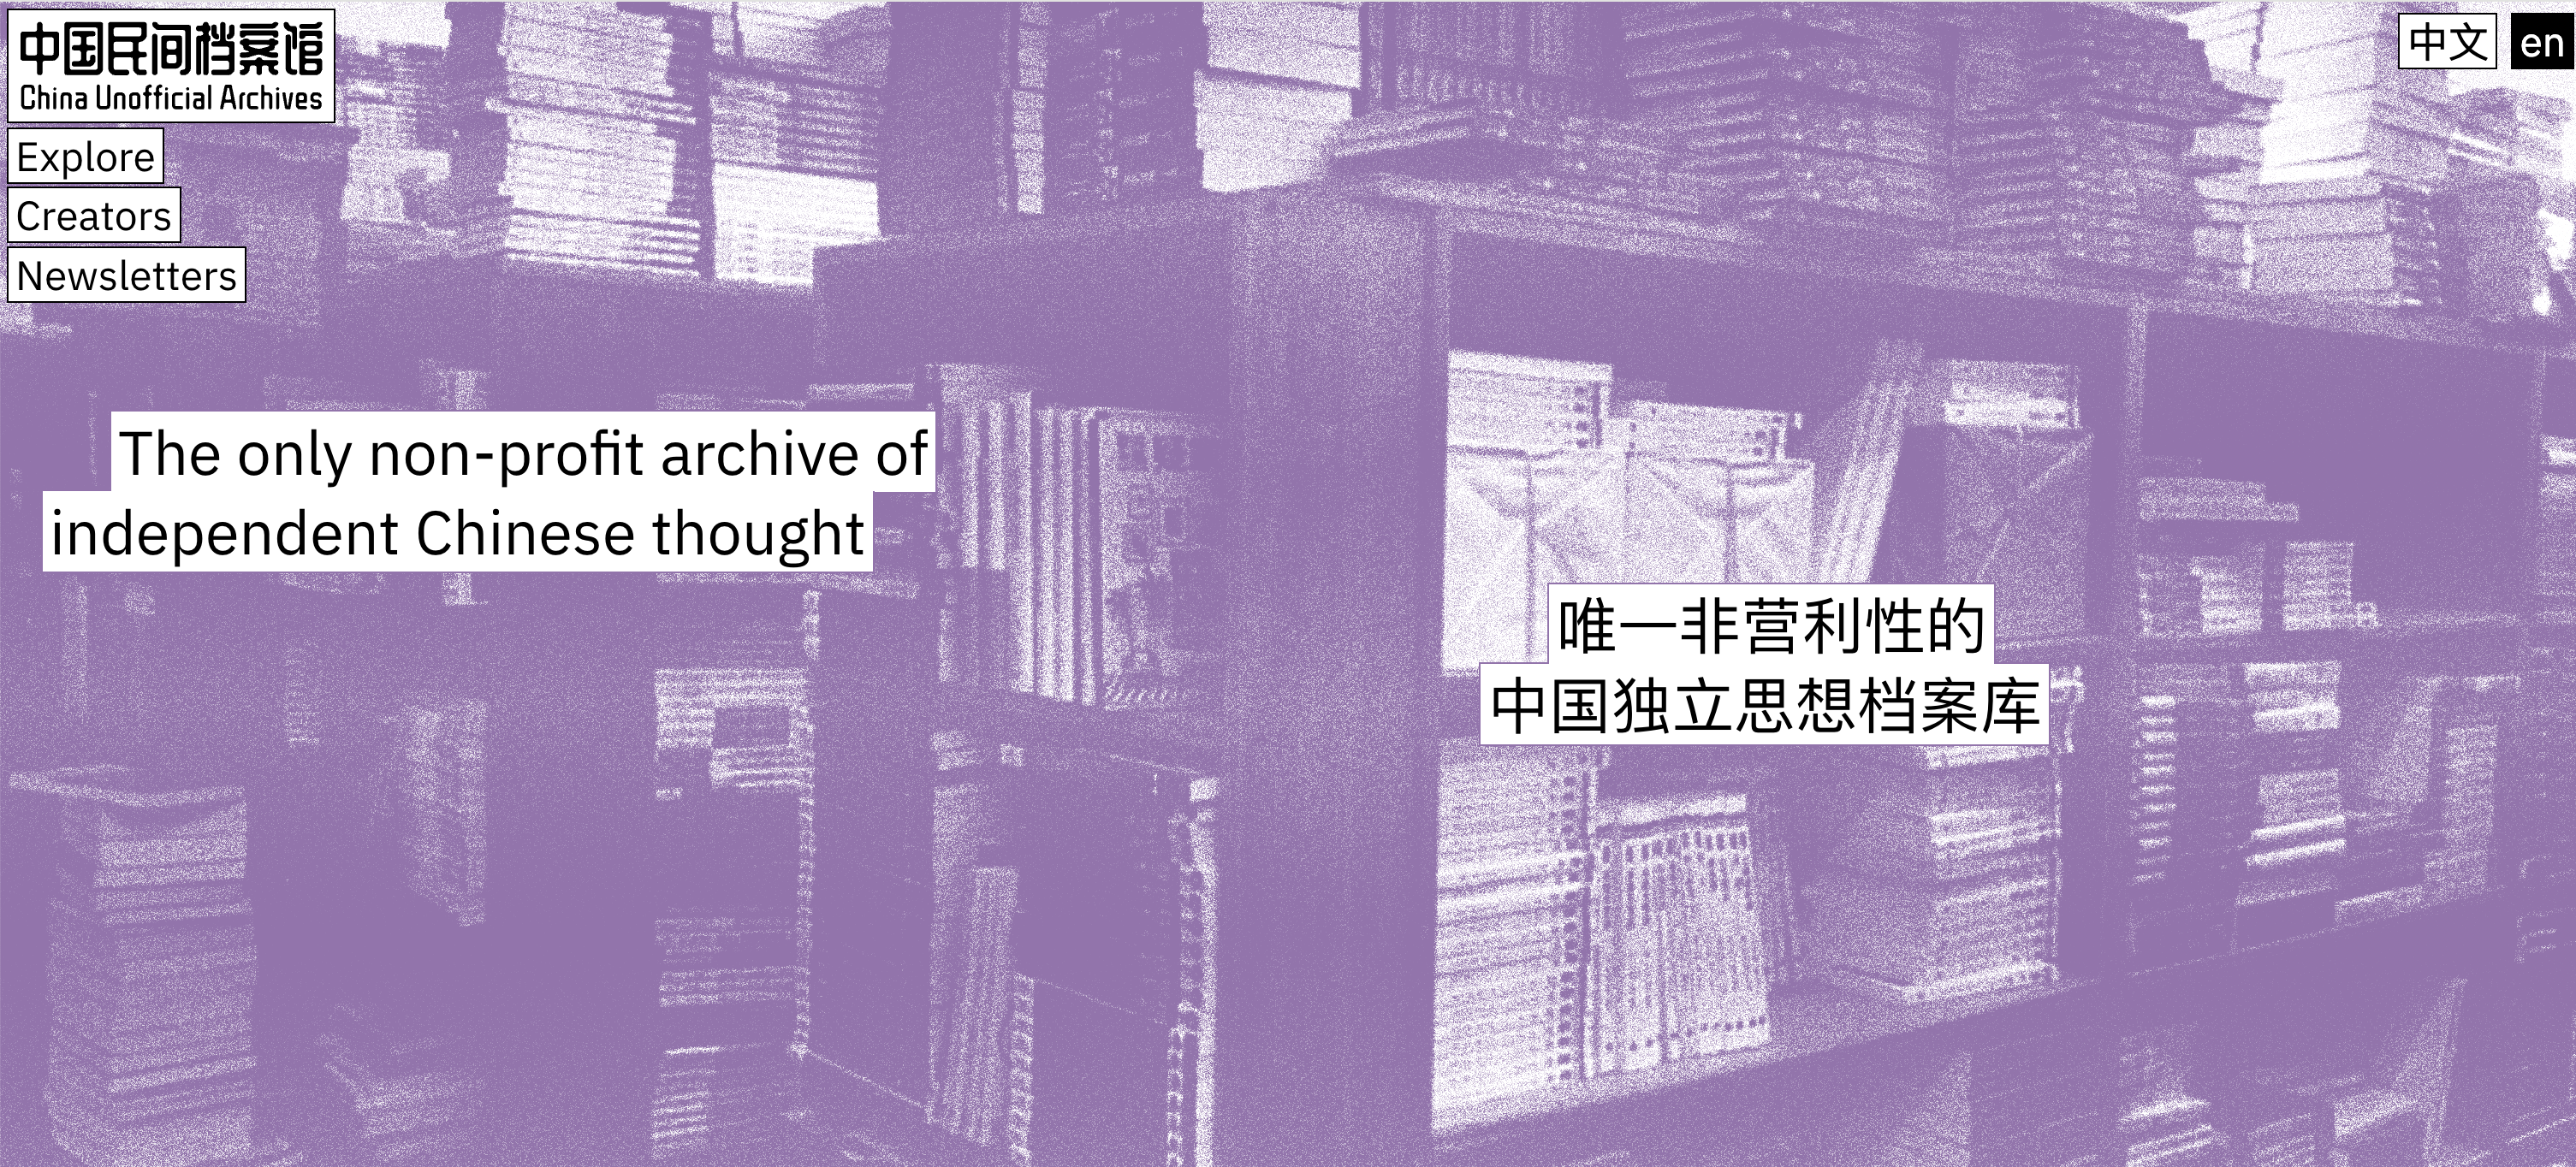 中国民间档案馆
China Unofficial Archives
中文
en
Explore
Creators
Newsletters
The only non-profit archive of
independent Chinese thought
唯一非营利性的
中国独立思想档案库